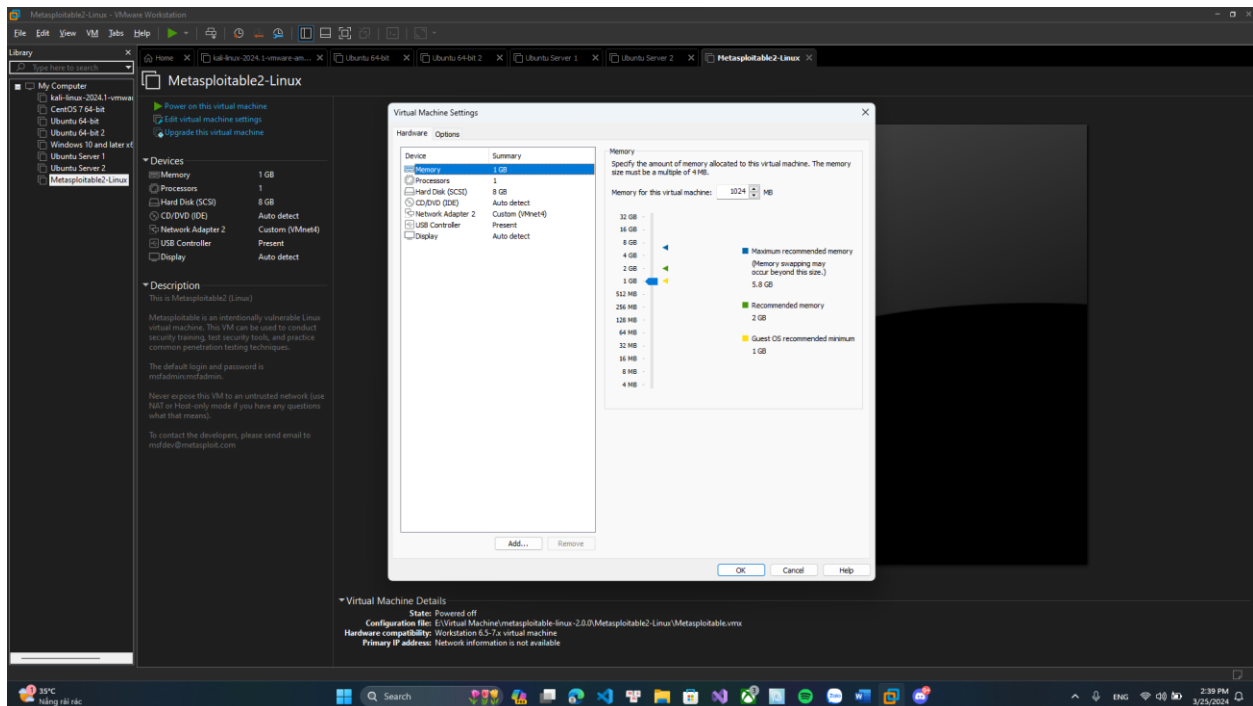 Metasploitable2-Linux - VMware Workstation
File Edit View VM Tabs Help
Library
Type here to search
My Computer
kali-linux-2024.1-vmwar
CentOS 7 64-bit
Ubuntu 64-bit
Ubuntu 64-bit 2
Windows 10 and later x6
Ubuntu Server 1
Ubuntu Server 2
Metasploitable2-Linux
Home
kali-linux-2024.1-vmware-am...
Ubuntu 64-bit
Ubuntu 64-bit 2
Ubuntu Server 1
Ubuntu Server 2
Metasploitable2-Linux
Metasploitable2-Linux
Power on this virtual machine
Edit virtual machine settings
Upgrade this virtual machine
Devices
Memory 1 GB
Processors 1
Hard Disk (SCSI) 8 GB
CD/DVD (IDE) Auto detect
Network Adapter 2 Custom (VMnet4)
USB Controller Present
Display Auto detect
Description
This is Metasploitable2 (Linux)
Metasploitable is an intentionally vulnerable Linux
virtual machine. This VM can be used to conduct
security training, test security tools, and practice
common penetration testing techniques.
The default login and password is
msfadmin:msfadmin.
Never expose this VM to an untrusted network (use
NAT or Host-only mode if you have any questions
what that means).
To contact the developers, please send email to
msfdev@metasploit.com
Virtual Machine Settings
Hardware Options
Device Summary
Memory 1 GB
Processors 1
Hard Disk (SCSI) 8 GB
CD/DVD (IDE) Auto detect
Network Adapter 2 Custom (VMnet4)
USB Controller Present
Display Auto detect
Add... Remove
Memory
Specify the amount of memory allocated to this virtual machine. The memory
size must be a multiple of 4 MB.
Memory for this virtual machine: 1024 MB
32 GB
16 GB
8 GB
4 GB
2 GB
1 GB
512 MB
256 MB
128 MB
64 MB
32 MB
16 MB
8 MB
4 MB
Maximum recommended memory
(Memory swapping may
occur beyond this size.)
5.8 GB
Recommended memory
2 GB
Guest OS recommended minimum
1 GB
OK Cancel Help
Virtual Machine Details
State: Powered off
Configuration file: E:\Virtual Machine\metasploitable-linux-2.0.0\Metasploitable2-Linux\Metasploitable.vmx
Hardware compatibility: Workstation 6.5-7.x virtual machine
Primary IP address: Network information is not available
1
35°C
Nắng rải rác
Search
Zalo
ENG
2:39 PM
3/25/2024